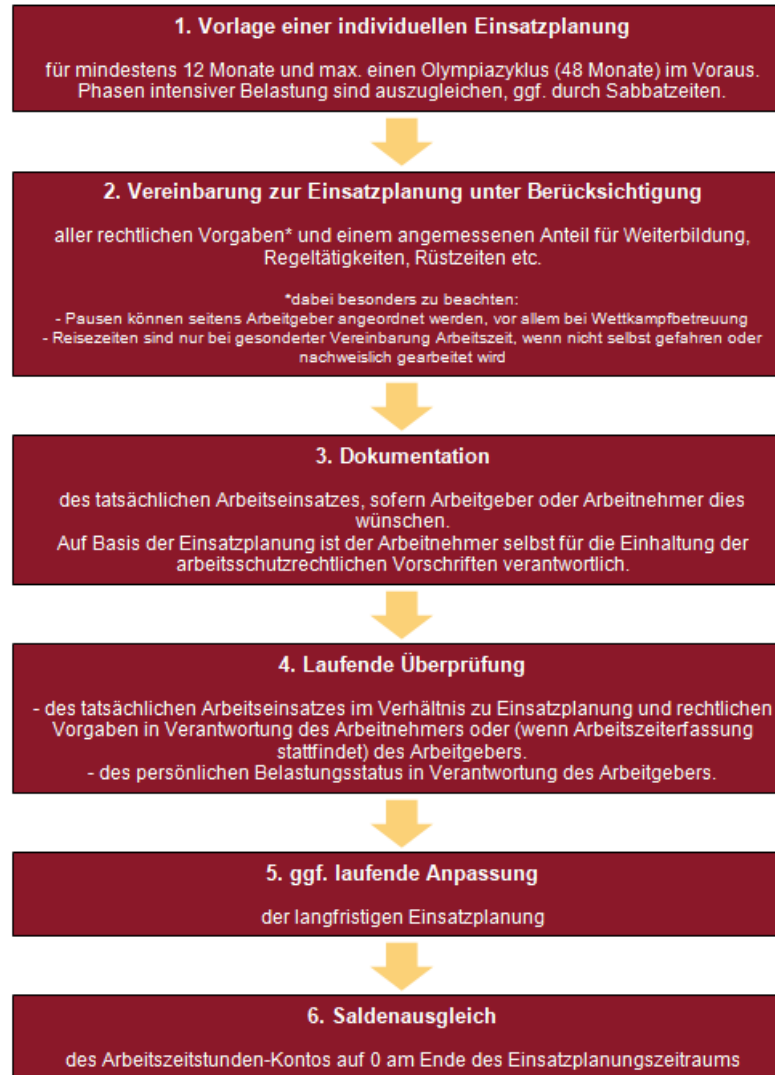 1. Vorlage einer individuellen Einsatzplanung
für mindestens 12 Monate und max. einen Olympiazyklus (48 Monate) im Voraus.
Phasen intensiver Belastung sind auszugleichen, ggf. durch Sabbatzeiten.
2. Vereinbarung zur Einsatzplanung unter Berücksichtigung
aller rechtlichen Vorgaben* und einem angemessenen Anteil für Weiterbildung,
Regeltätigkeiten, Rüstzeiten etc.
*dabei besonders zu beachten:
- Pausen können seitens Arbeitgeber angeordnet werden, vor allem bei Wettkampfbetreuung
- Reisezeiten sind nur bei gesonderter Vereinbarung Arbeitszeit, wenn nicht selbst gefahren oder
nachweislich gearbeitet wird
3. Dokumentation
des tatsächlichen Arbeitseinsatzes, sofern Arbeitgeber oder Arbeitnehmer dies
wünschen.
Auf Basis der Einsatzplanung ist der Arbeitnehmer selbst für die Einhaltung der
arbeitsschutzrechtlichen Vorschriften verantwortlich.
4. Laufende Überprüfung
- des tatsächlichen Arbeitseinsatzes im Verhältnis zu Einsatzplanung und rechtlichen
Vorgaben in Verantwortung des Arbeitnehmers oder (wenn Arbeitszeiterfassung
stattfindet) des Arbeitgebers.
- des persönlichen Belastungsstatus in Verantwortung des Arbeitgebers.
5. ggf. laufende Anpassung
der langfristigen Einsatzplanung
6. Saldenausgleich
des Arbeitszeitstunden-Kontos auf 0 am Ende des Einsatzplanungszeitraums